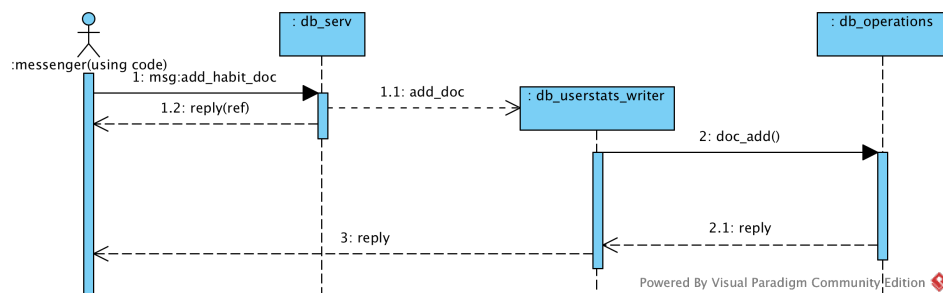 : db_serv
: db_operations
:messenger(using code)
1: msg:add_habit_doc
1.1: add_doc
: db_userstats_writer
1.2: reply(ref)
2: doc_add()
2.1: reply
3: reply
Powered By Visual Paradigm Community Edition